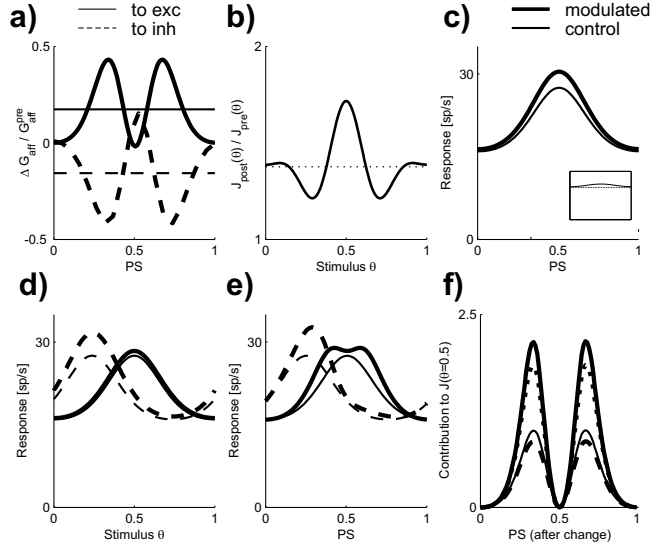 to exc
to inh
modulated
control
a)
0.5
0
-0.5
Δ G_aff / G_aff^pre
0
0.5
1
PS
b)
2
1
J_post(θ) / J_pre(θ)
0
0.5
1
Stimulus θ
c)
30
0
Response [sp/s]
0
0.5
1
PS
d)
30
0
Response [sp/s]
0
0.5
1
Stimulus θ
e)
30
0
Response [sp/s]
0
0.5
1
PS
f)
2.5
0
Contribution to J(θ=0.5)
0
0.5
1
PS (after change)